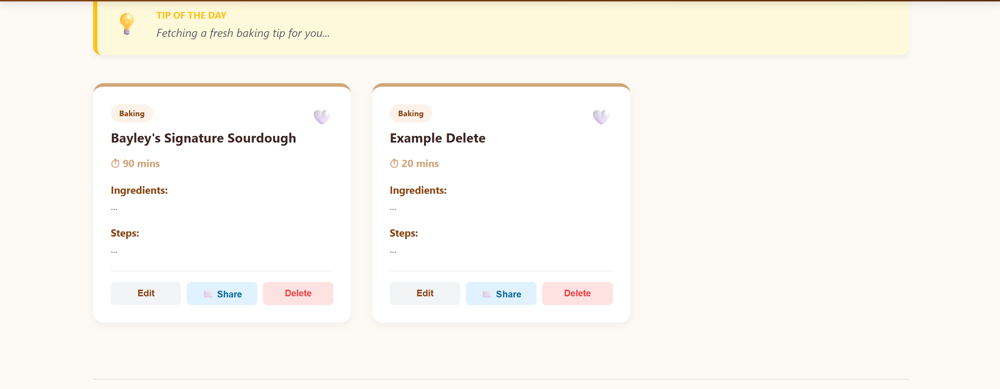 TIP OF THE DAY
Fetching a fresh baking tip for you...
Baking
Bayley's Signature Sourdough
⏱ 90 mins
Ingredients:
...
Steps:
...
Edit
Share
Delete
Baking
Example Delete
⏱ 20 mins
Ingredients:
...
Steps:
...
Edit
Share
Delete